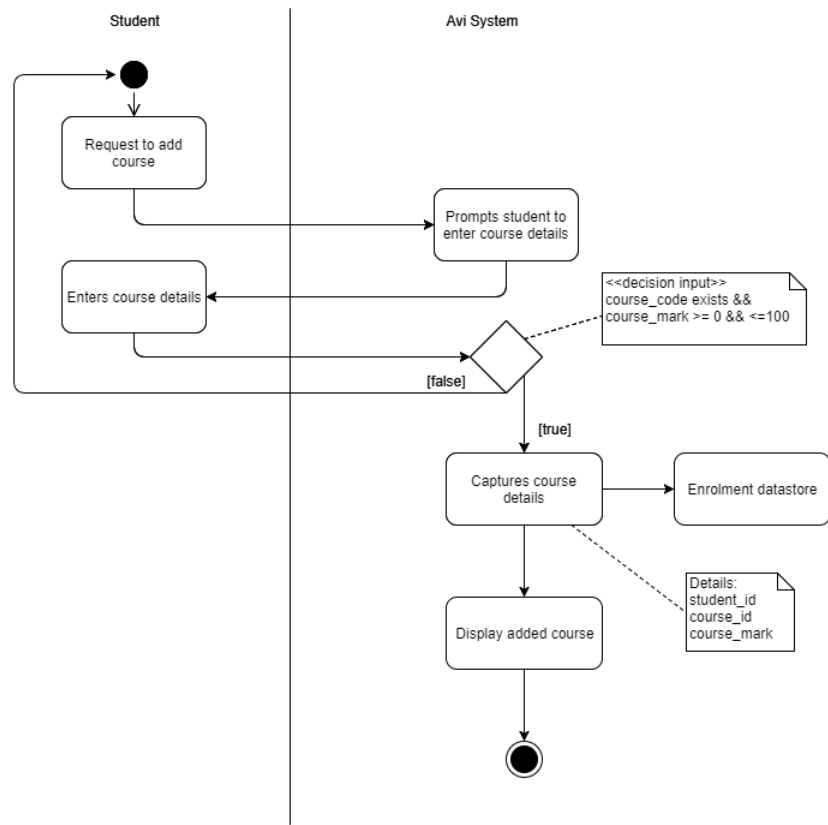 Student
Avi System
Request to add
course
Prompts student to
enter course details
Enters course details
<<decision input>>
course_code exists &&
course_mark >= 0 && <=100
[false]
[true]
Captures course
details
Enrolment datastore
Details:
student_id
course_id
course_mark
Display added course